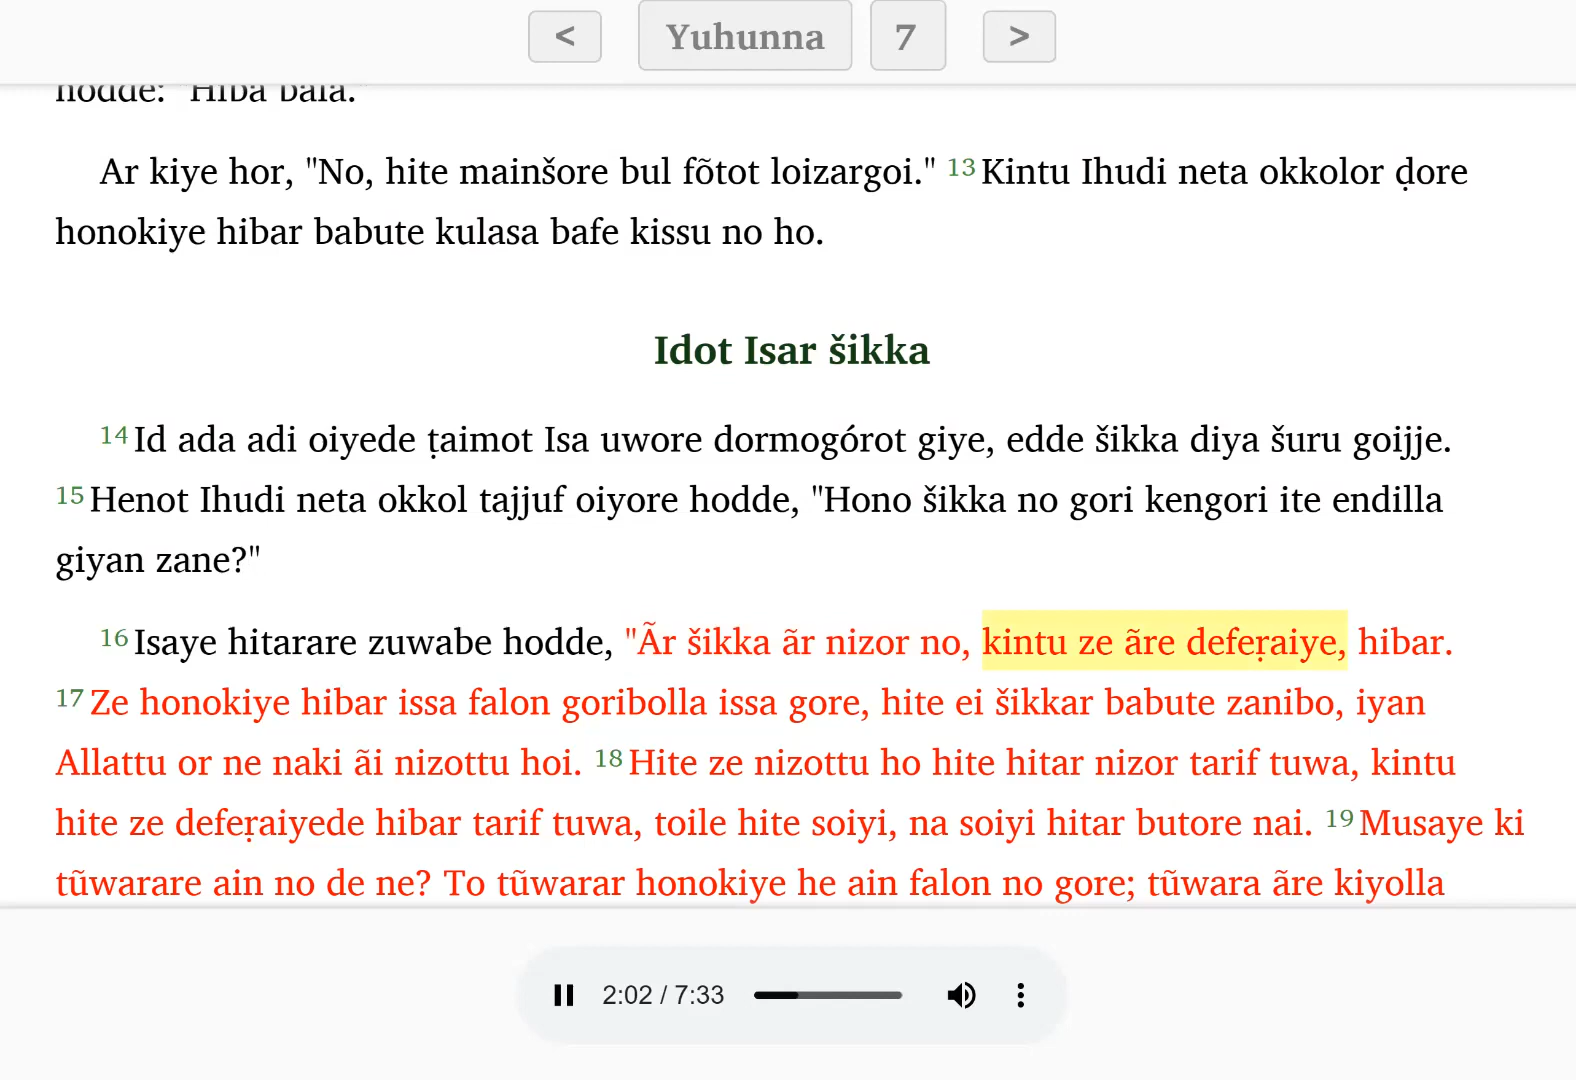 < Yuhunna 7 >
hodde: "Hiba bala."
Ar kiye hor, "No, hite mainšore bul fõtot loizargoi." 13 Kintu Ihudi neta okkolor ḍore
honokiye hibar babute kulasa bafe kissu no ho.
Idot Isar šikka
14 Id ada adi oiyede ṭaimot Isa uwore dormogórot giye, edde šikka diya šuru goijje.
15 Henot Ihudi neta okkol tajjuf oiyore hodde, "Hono šikka no gori kengori ite endilla
giyan zane?"
16 Isaye hitarare zuwabe hodde, "Ãr šikka ãr nizor no, kintu ze ãre defeṛaiye, hibar.
17 Ze honokiye hibar issa falon goribolla issa gore, hite ei šikkar babute zanibo, iyan
Allattu or ne naki ãi nizottu hoi. 18 Hite ze nizottu ho hite hitar nizor tarif tuwa, kintu
hite ze defeṛaiyede hibar tarif tuwa, toile hite soiyi, na soiyi hitar butore nai. 19 Musaye ki
tũwarare ain no de ne? To tũwarar honokiye he ain falon no gore; tũwara ãre kiyolla
2:02 / 7:33